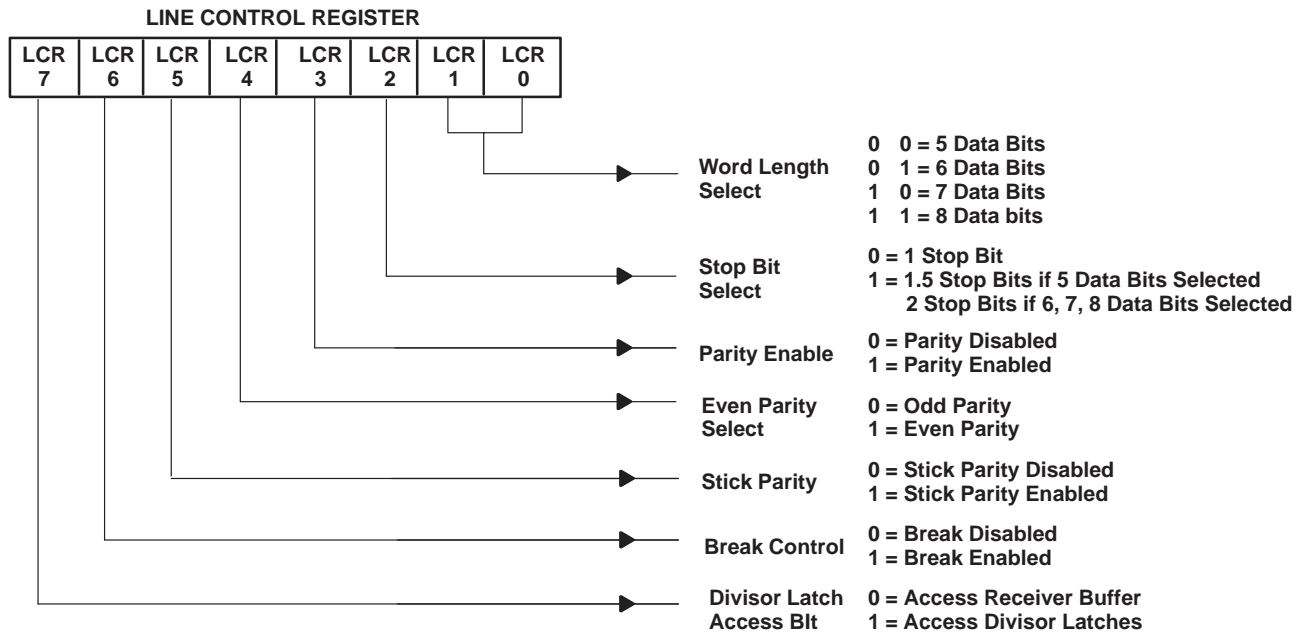 LINE CONTROL REGISTER
LCR 7 LCR 6 LCR 5 LCR 4 LCR 3 LCR 2 LCR 1 LCR 0
Word Length Select
0 0 = 5 Data Bits
0 1 = 6 Data Bits
1 0 = 7 Data Bits
1 1 = 8 Data bits
Stop Bit Select
0 = 1 Stop Bit
1 = 1.5 Stop Bits if 5 Data Bits Selected
2 Stop Bits if 6, 7, 8 Data Bits Selected
Parity Enable
0 = Parity Disabled
1 = Parity Enabled
Even Parity Select
0 = Odd Parity
1 = Even Parity
Stick Parity
0 = Stick Parity Disabled
1 = Stick Parity Enabled
Break Control
0 = Break Disabled
1 = Break Enabled
Divisor Latch Access BIt
0 = Access Receiver Buffer
1 = Access Divisor Latches